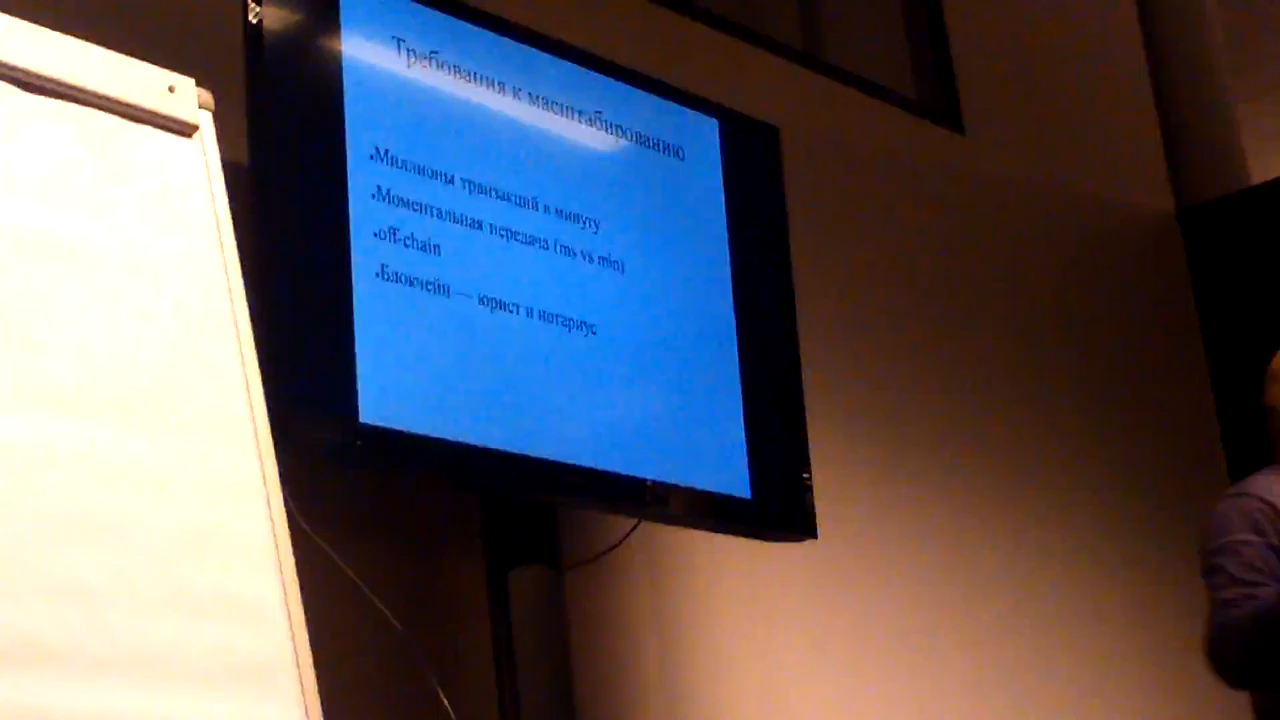 Требования к масштабированию
•Миллионы транзакций в минуту
•Моментальная передача (ms vs min)
•off-chain
•Блокчейн — юрист и нотариус